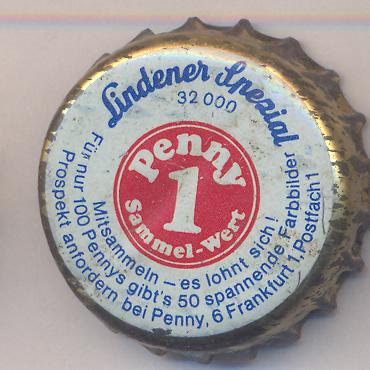 Lindener Spezial
32 000
Penny
1
Sammel-Wert
Mitsammeln - es lohnt sich!
Für nur 100 Pennys gibt's 50 spannende Farbbilder
Prospekt anfordern bei Penny, 6 Frankfurt 1, Postfach 1